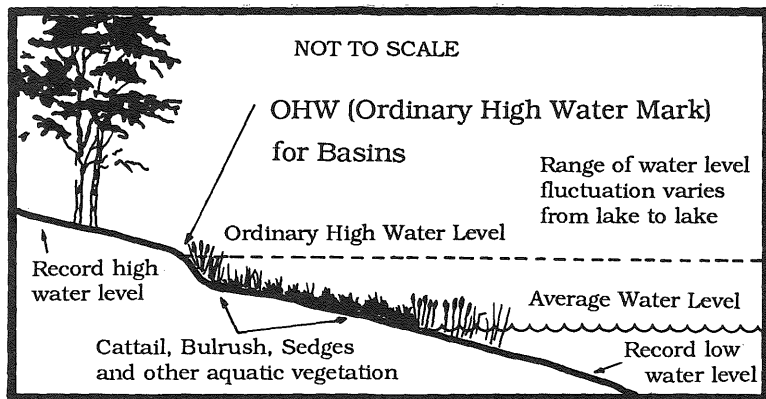 NOT TO SCALE
OHW (Ordinary High Water Mark)
for Basins
Range of water level
fluctuation varies
from lake to lake
Ordinary High Water Level
Record high
water level
Average Water Level
Cattail, Bulrush, Sedges
and other aquatic vegetation
Record low
water level